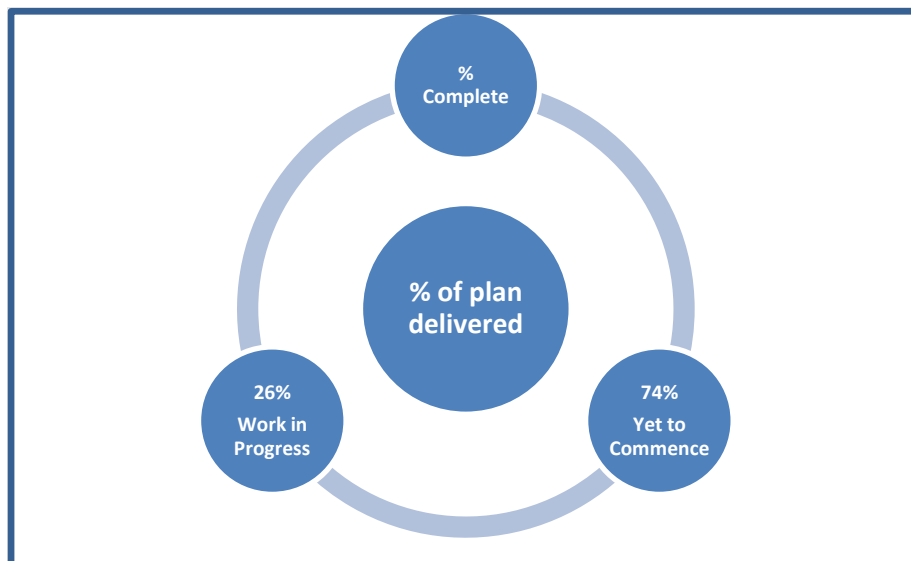 %
Complete
% of plan
delivered
26%
Work in
Progress
74%
Yet to
Commence